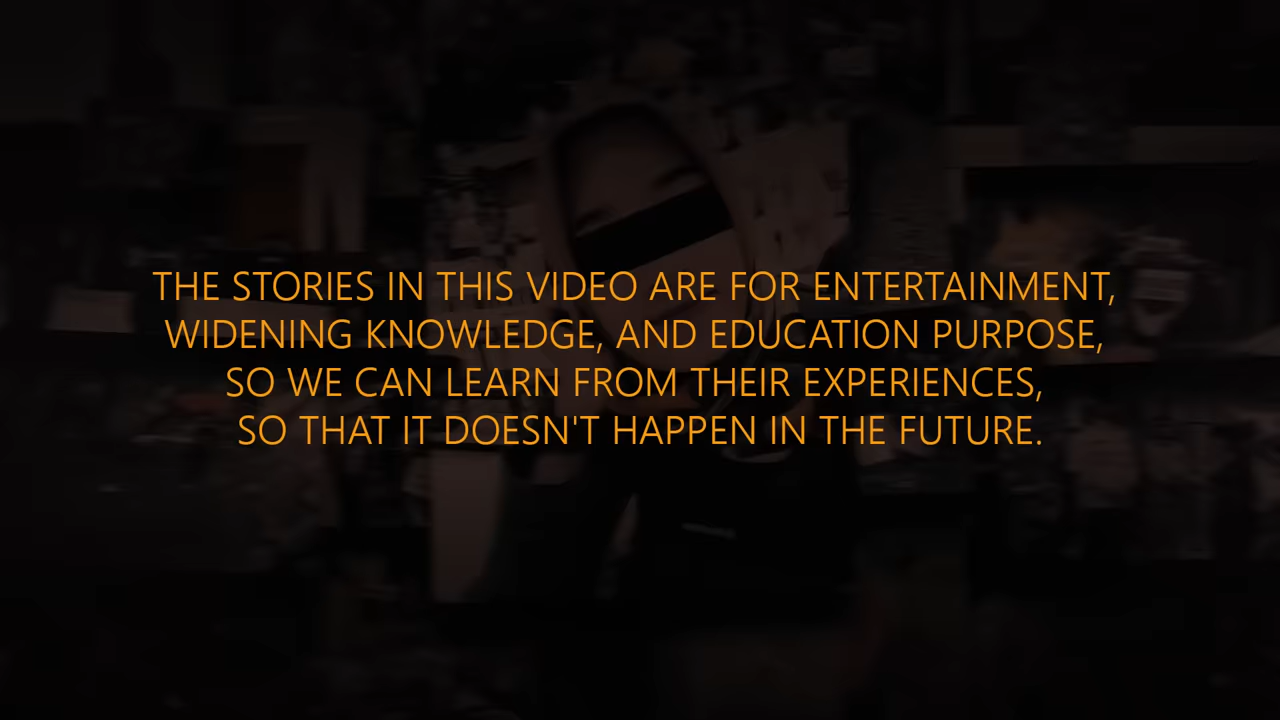 THE STORIES IN THIS VIDEO ARE FOR ENTERTAINMENT,
WIDENING KNOWLEDGE, AND EDUCATION PURPOSE,
SO WE CAN LEARN FROM THEIR EXPERIENCES,
SO THAT IT DOESN'T HAPPEN IN THE FUTURE.